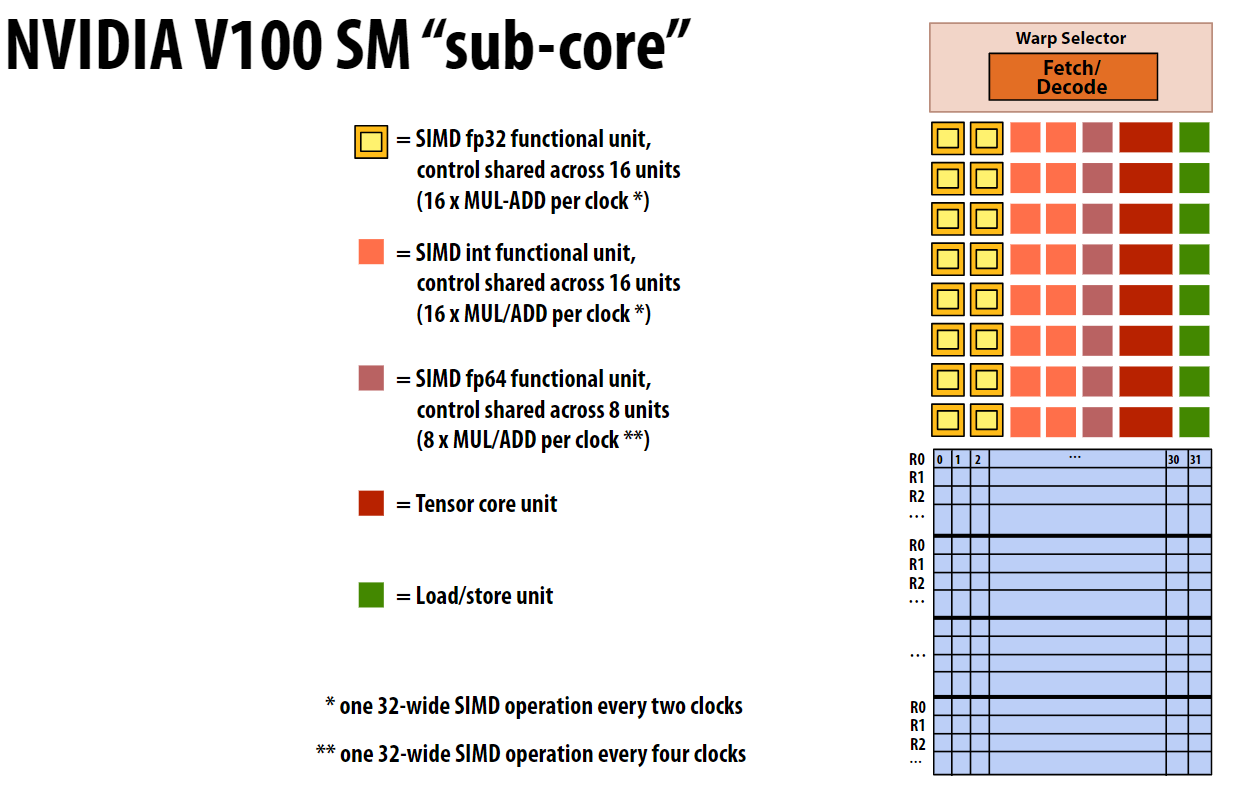 NVIDIA V100 SM “sub-core”
Warp Selector
Fetch/
Decode
= SIMD fp32 functional unit,
control shared across 16 units
(16 x MUL-ADD per clock *)
= SIMD int functional unit,
control shared across 16 units
(16 x MUL/ADD per clock *)
= SIMD fp64 functional unit,
control shared across 8 units
(8 x MUL/ADD per clock **)
= Tensor core unit
= Load/store unit
* one 32-wide SIMD operation every two clocks
** one 32-wide SIMD operation every four clocks
R0 0 1 2 ... 30 31
R1
R2
...
R0
R1
R2
...
...
R0
R1
R2
...